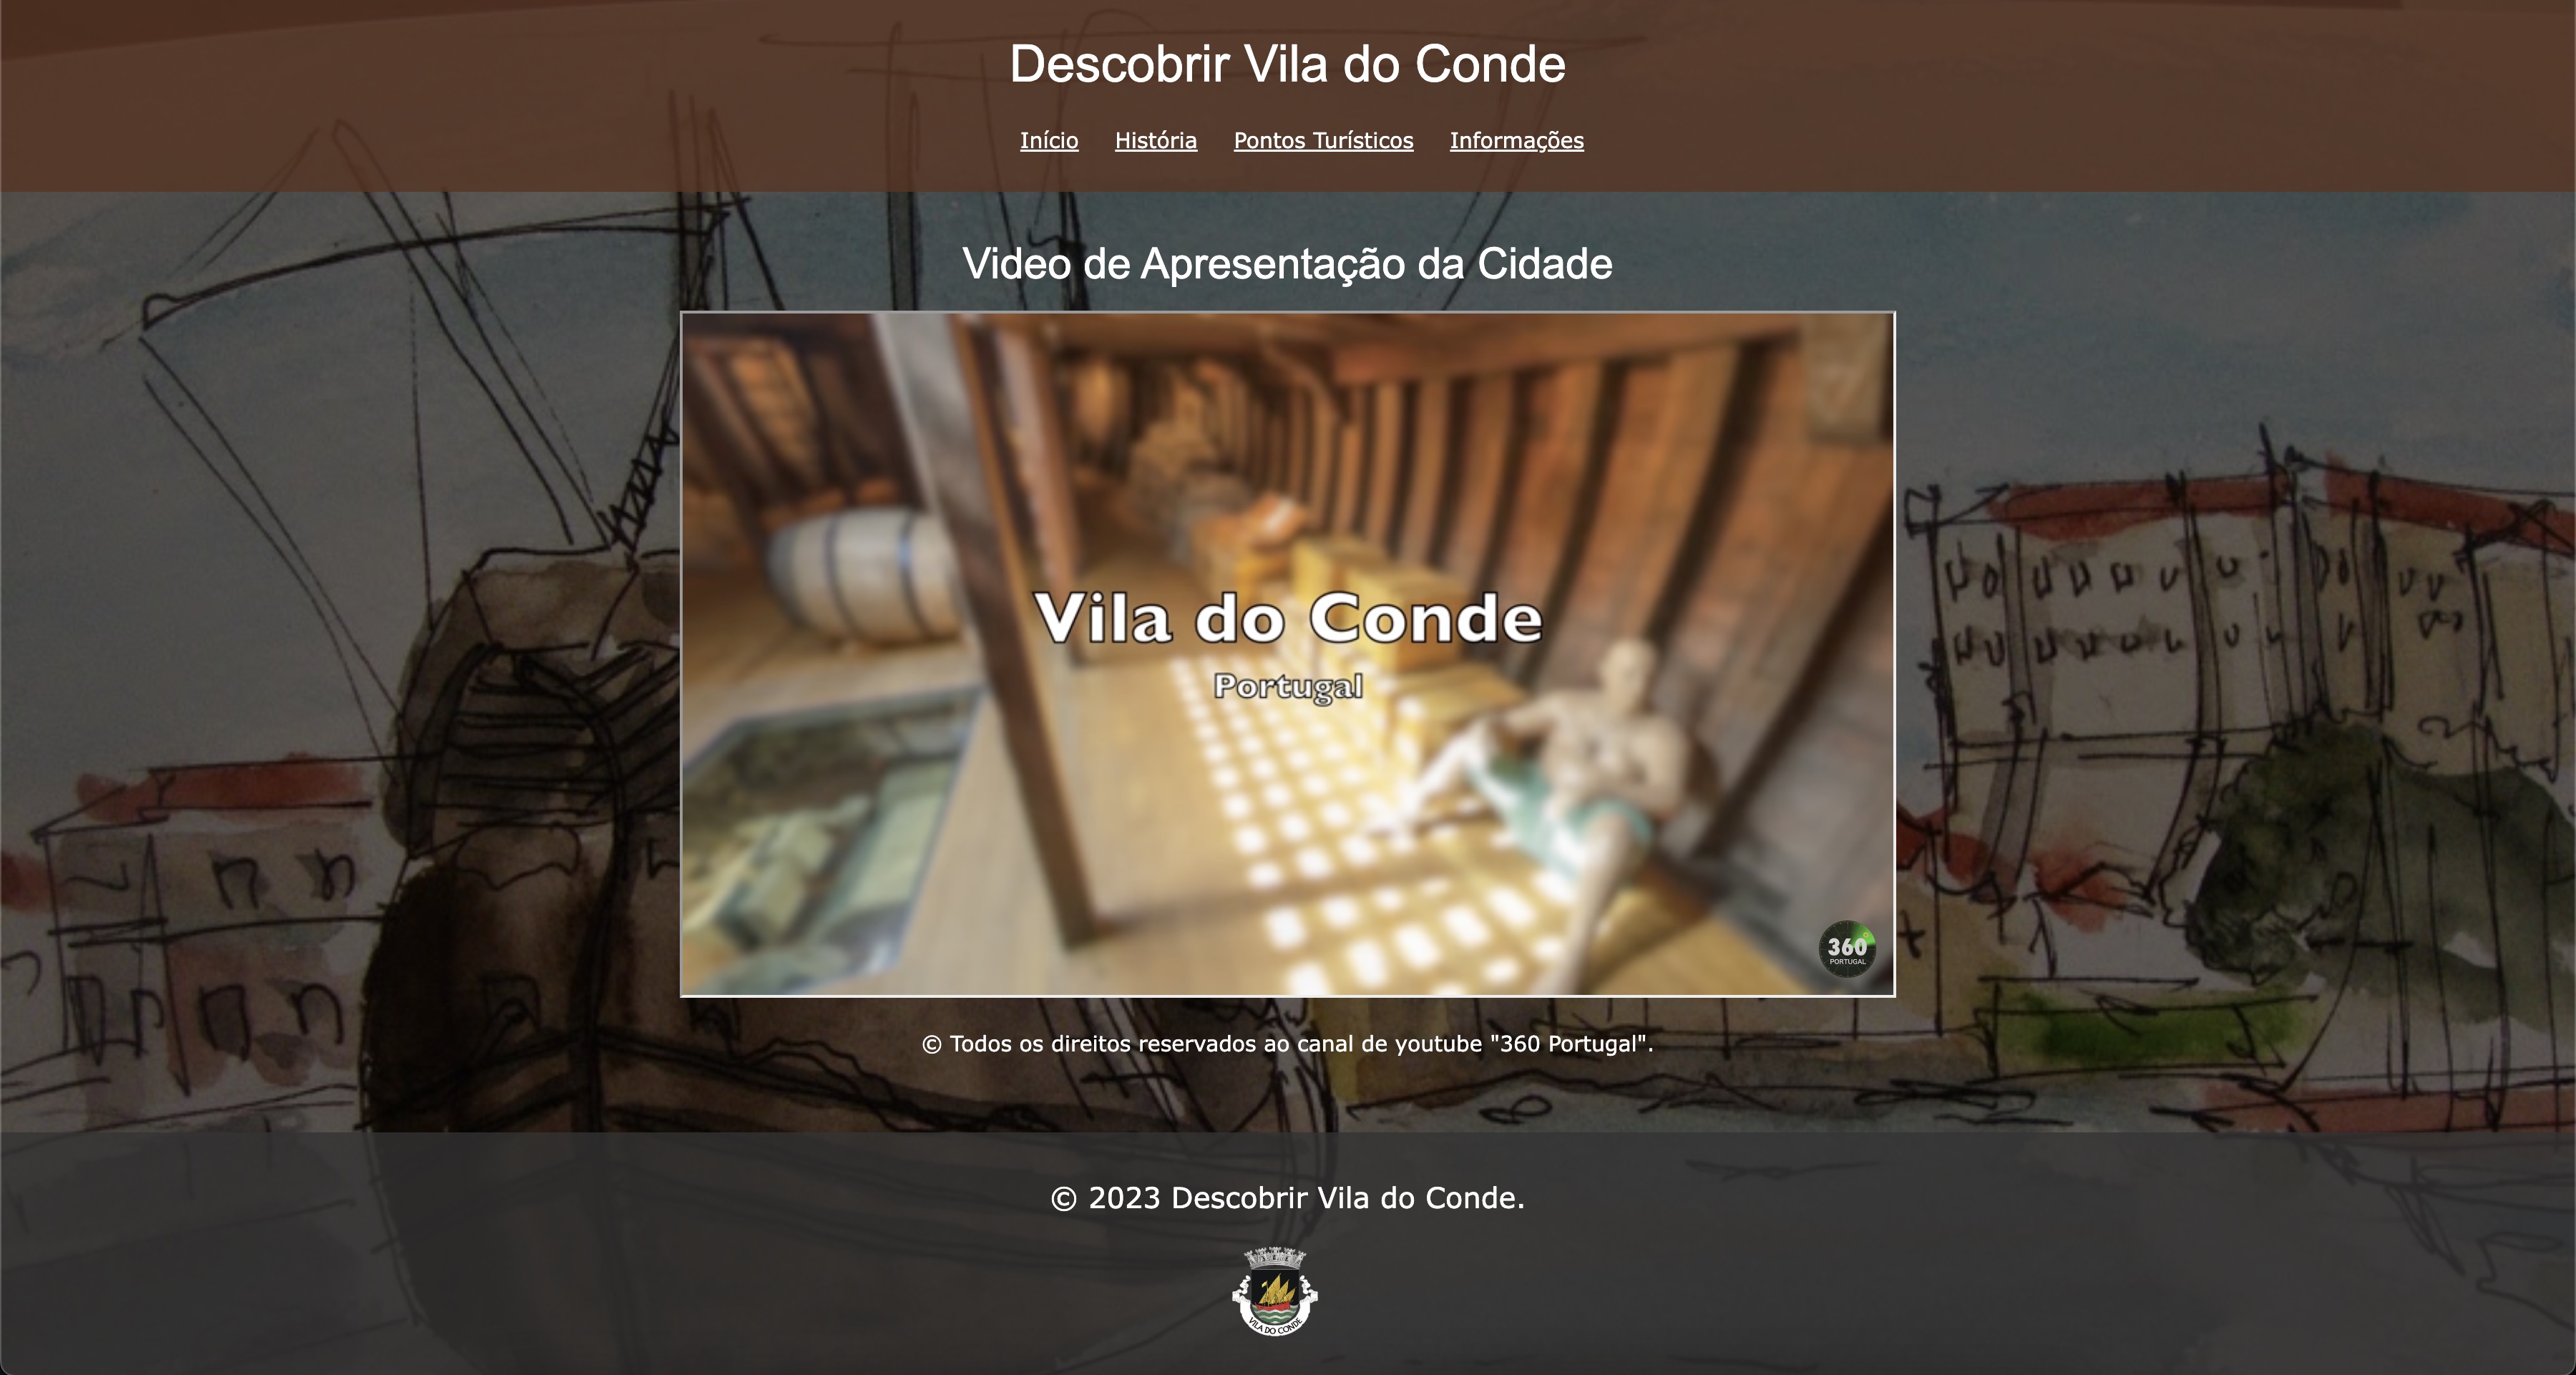 Descobrir Vila do Conde
Início História Pontos Turísticos Informações
Video de Apresentação da Cidade
Vila do Conde
Portugal
360
PORTUGAL
© Todos os direitos reservados ao canal de youtube "360 Portugal".
© 2023 Descobrir Vila do Conde.
VILA DO CONDE